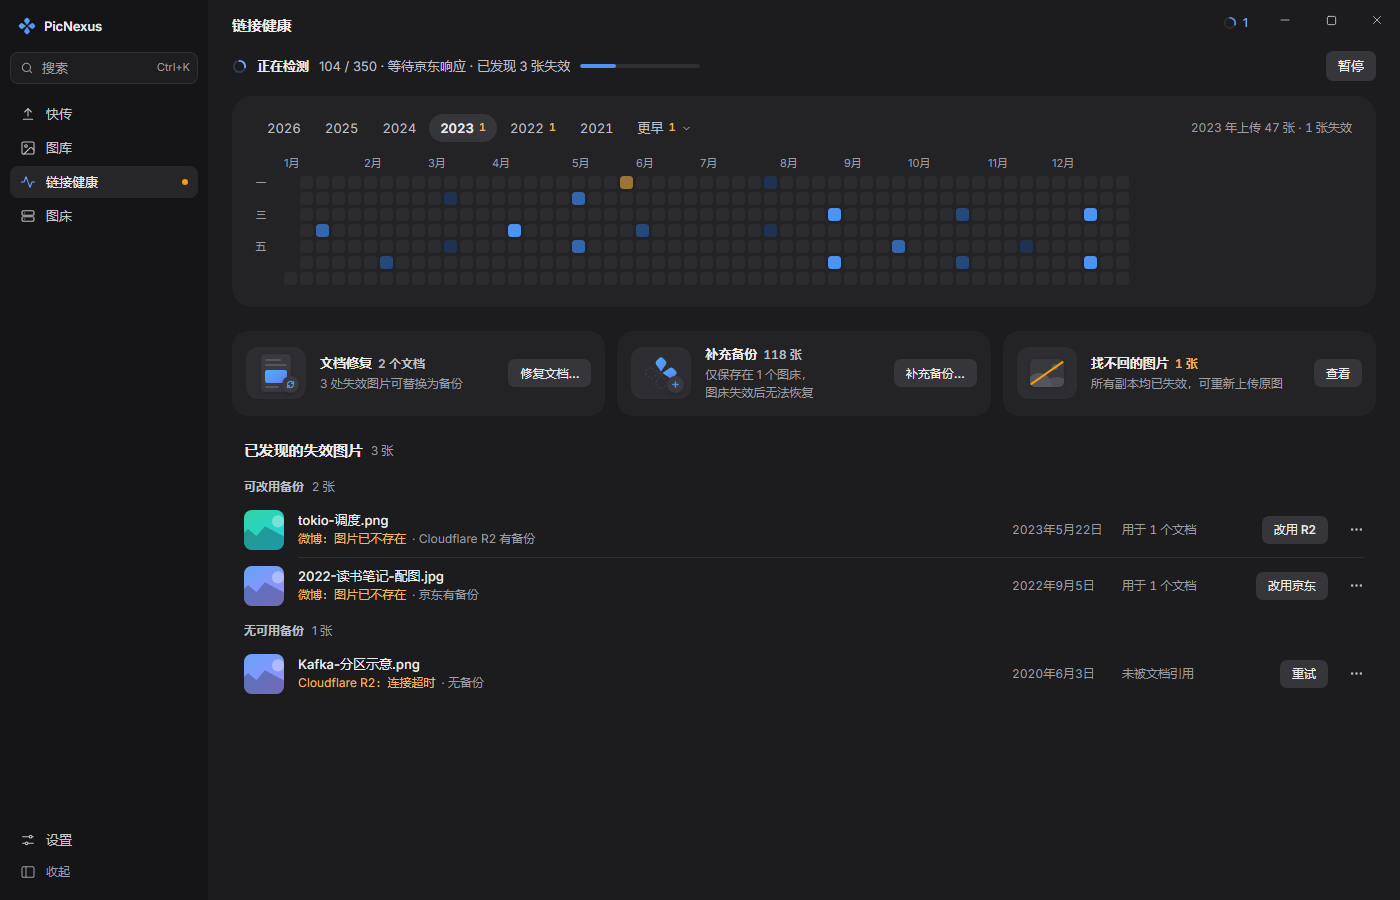 PicNexus
搜索 Ctrl+K
快传
图库
链接健康
图床
设置
收起
链接健康
1
正在检测 104 / 350 · 等待京东响应 · 已发现 3 张失效
暂停
2026 2025 2024 2023 1 2022 1 2021 更早 1
2023 年上传 47 张 · 1 张失效
1月 2月 3月 4月 5月 6月 7月 8月 9月 10月 11月 12月
一
三
五
文档修复 2 个文档
3 处失效图片可替换为备份
修复文档...
补充备份 118 张
仅保存在 1 个图床，
图床失效后无法恢复
补充备份...
找不回的图片 1 张
所有副本均已失效，可重新上传原图
查看
已发现的失效图片 3 张
可改用备份 2 张
tokio-调度.png
微博：图片已不存在 · Cloudflare R2 有备份
2023年5月22日 用于 1 个文档 改用 R2
2022-读书笔记-配图.jpg
微博：图片已不存在 · 京东有备份
2022年9月5日 用于 1 个文档 改用京东
无可用备份 1 张
Kafka-分区示意.png
Cloudflare R2：连接超时 · 无备份
2020年6月3日 未被文档引用 重试